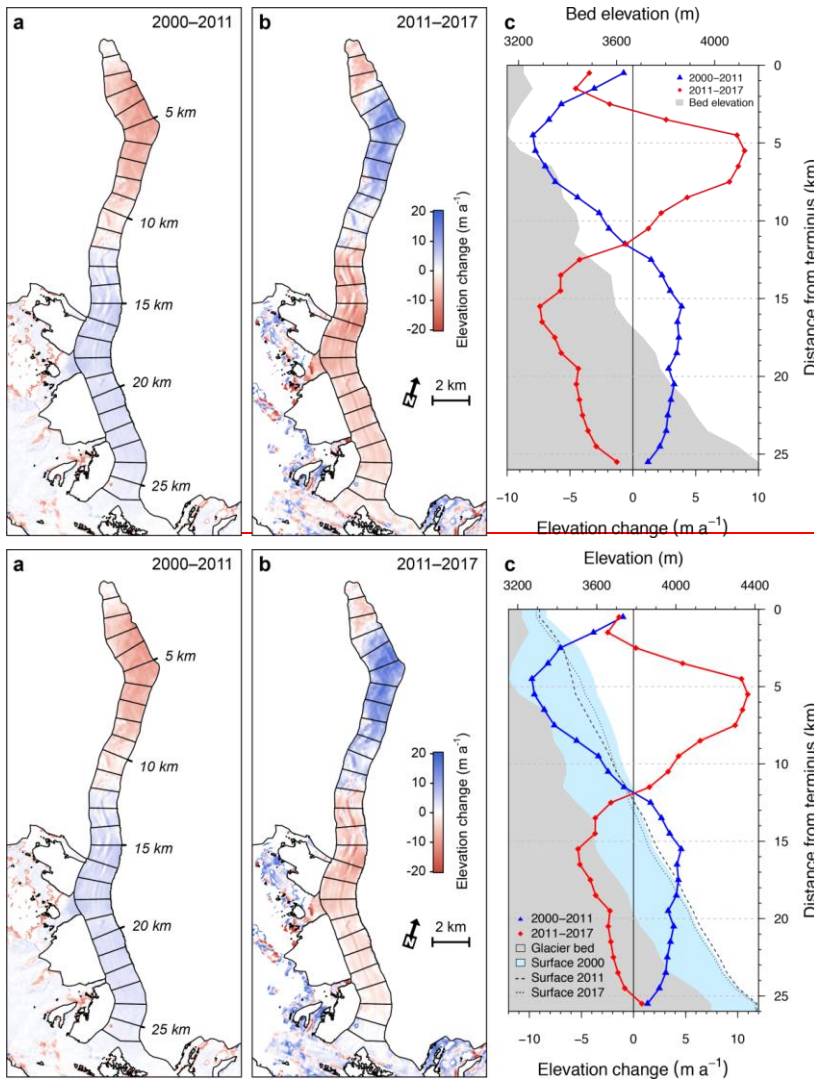 a
2000–2011
5 km
10 km
15 km
20 km
25 km
b
2011–2017
20
10
0
-10
-20
Elevation change (m a⁻¹)
2 km
N
c
Bed elevation (m)
3200 3600 4000
2000–2011
2011–2017
Bed elevation
0
5
10
15
20
25
Distance from terminus (km)
−10 −5 0 5 10
Elevation change (m a⁻¹)
a
2000–2011
5 km
10 km
15 km
20 km
25 km
b
2011–2017
20
10
0
-10
-20
Elevation change (m a⁻¹)
2 km
N
c
Elevation (m)
3200 3600 4000 4400
0
5
10
15
20
25
Distance from terminus (km)
2000–2011
2011–2017
Glacier bed
Surface 2000
Surface 2011
Surface 2017
−10 −5 0 5 10
Elevation change (m a⁻¹)